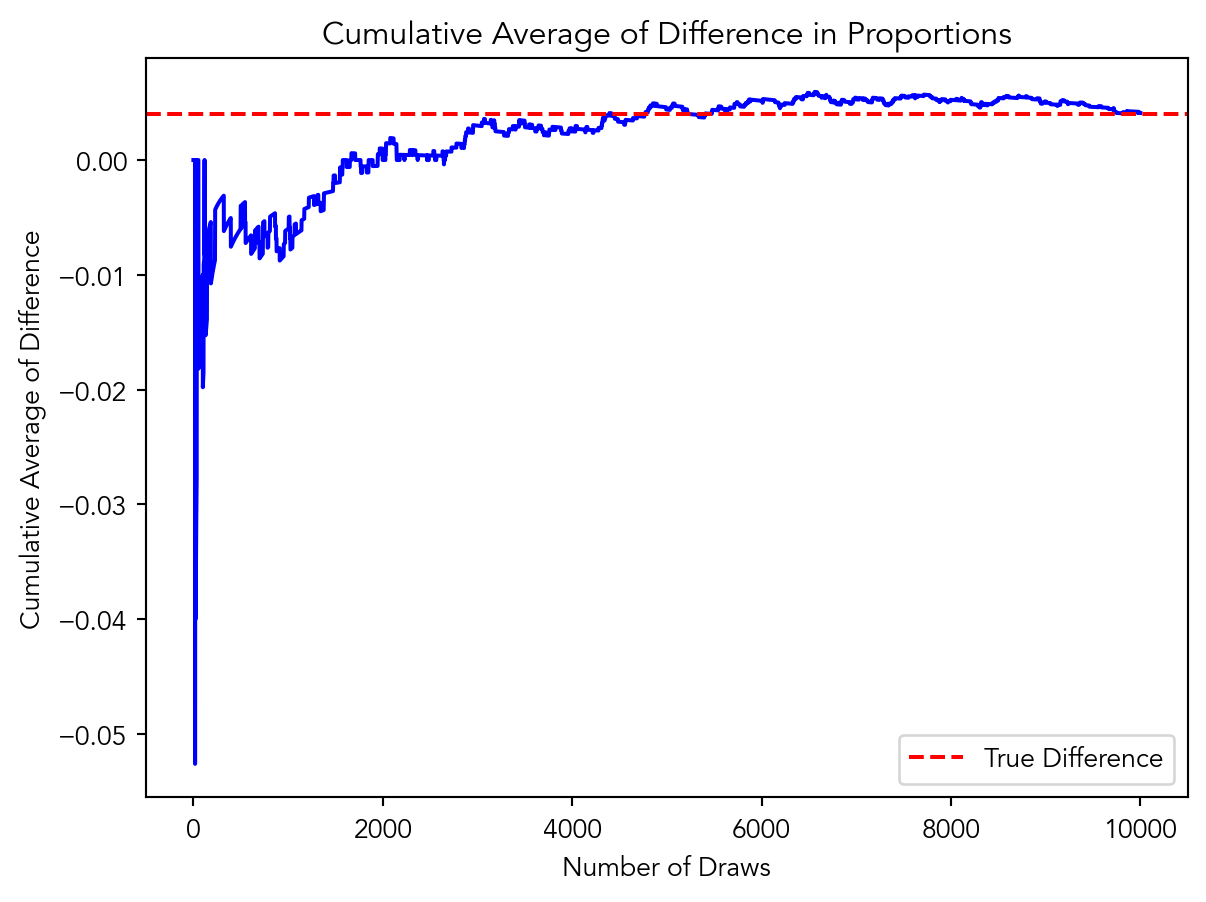 Cumulative Average of Difference in Proportions
Cumulative Average of Difference
0.00
−0.01
−0.02
−0.03
−0.04
−0.05
True Difference
0 2000 4000 6000 8000 10000
Number of Draws